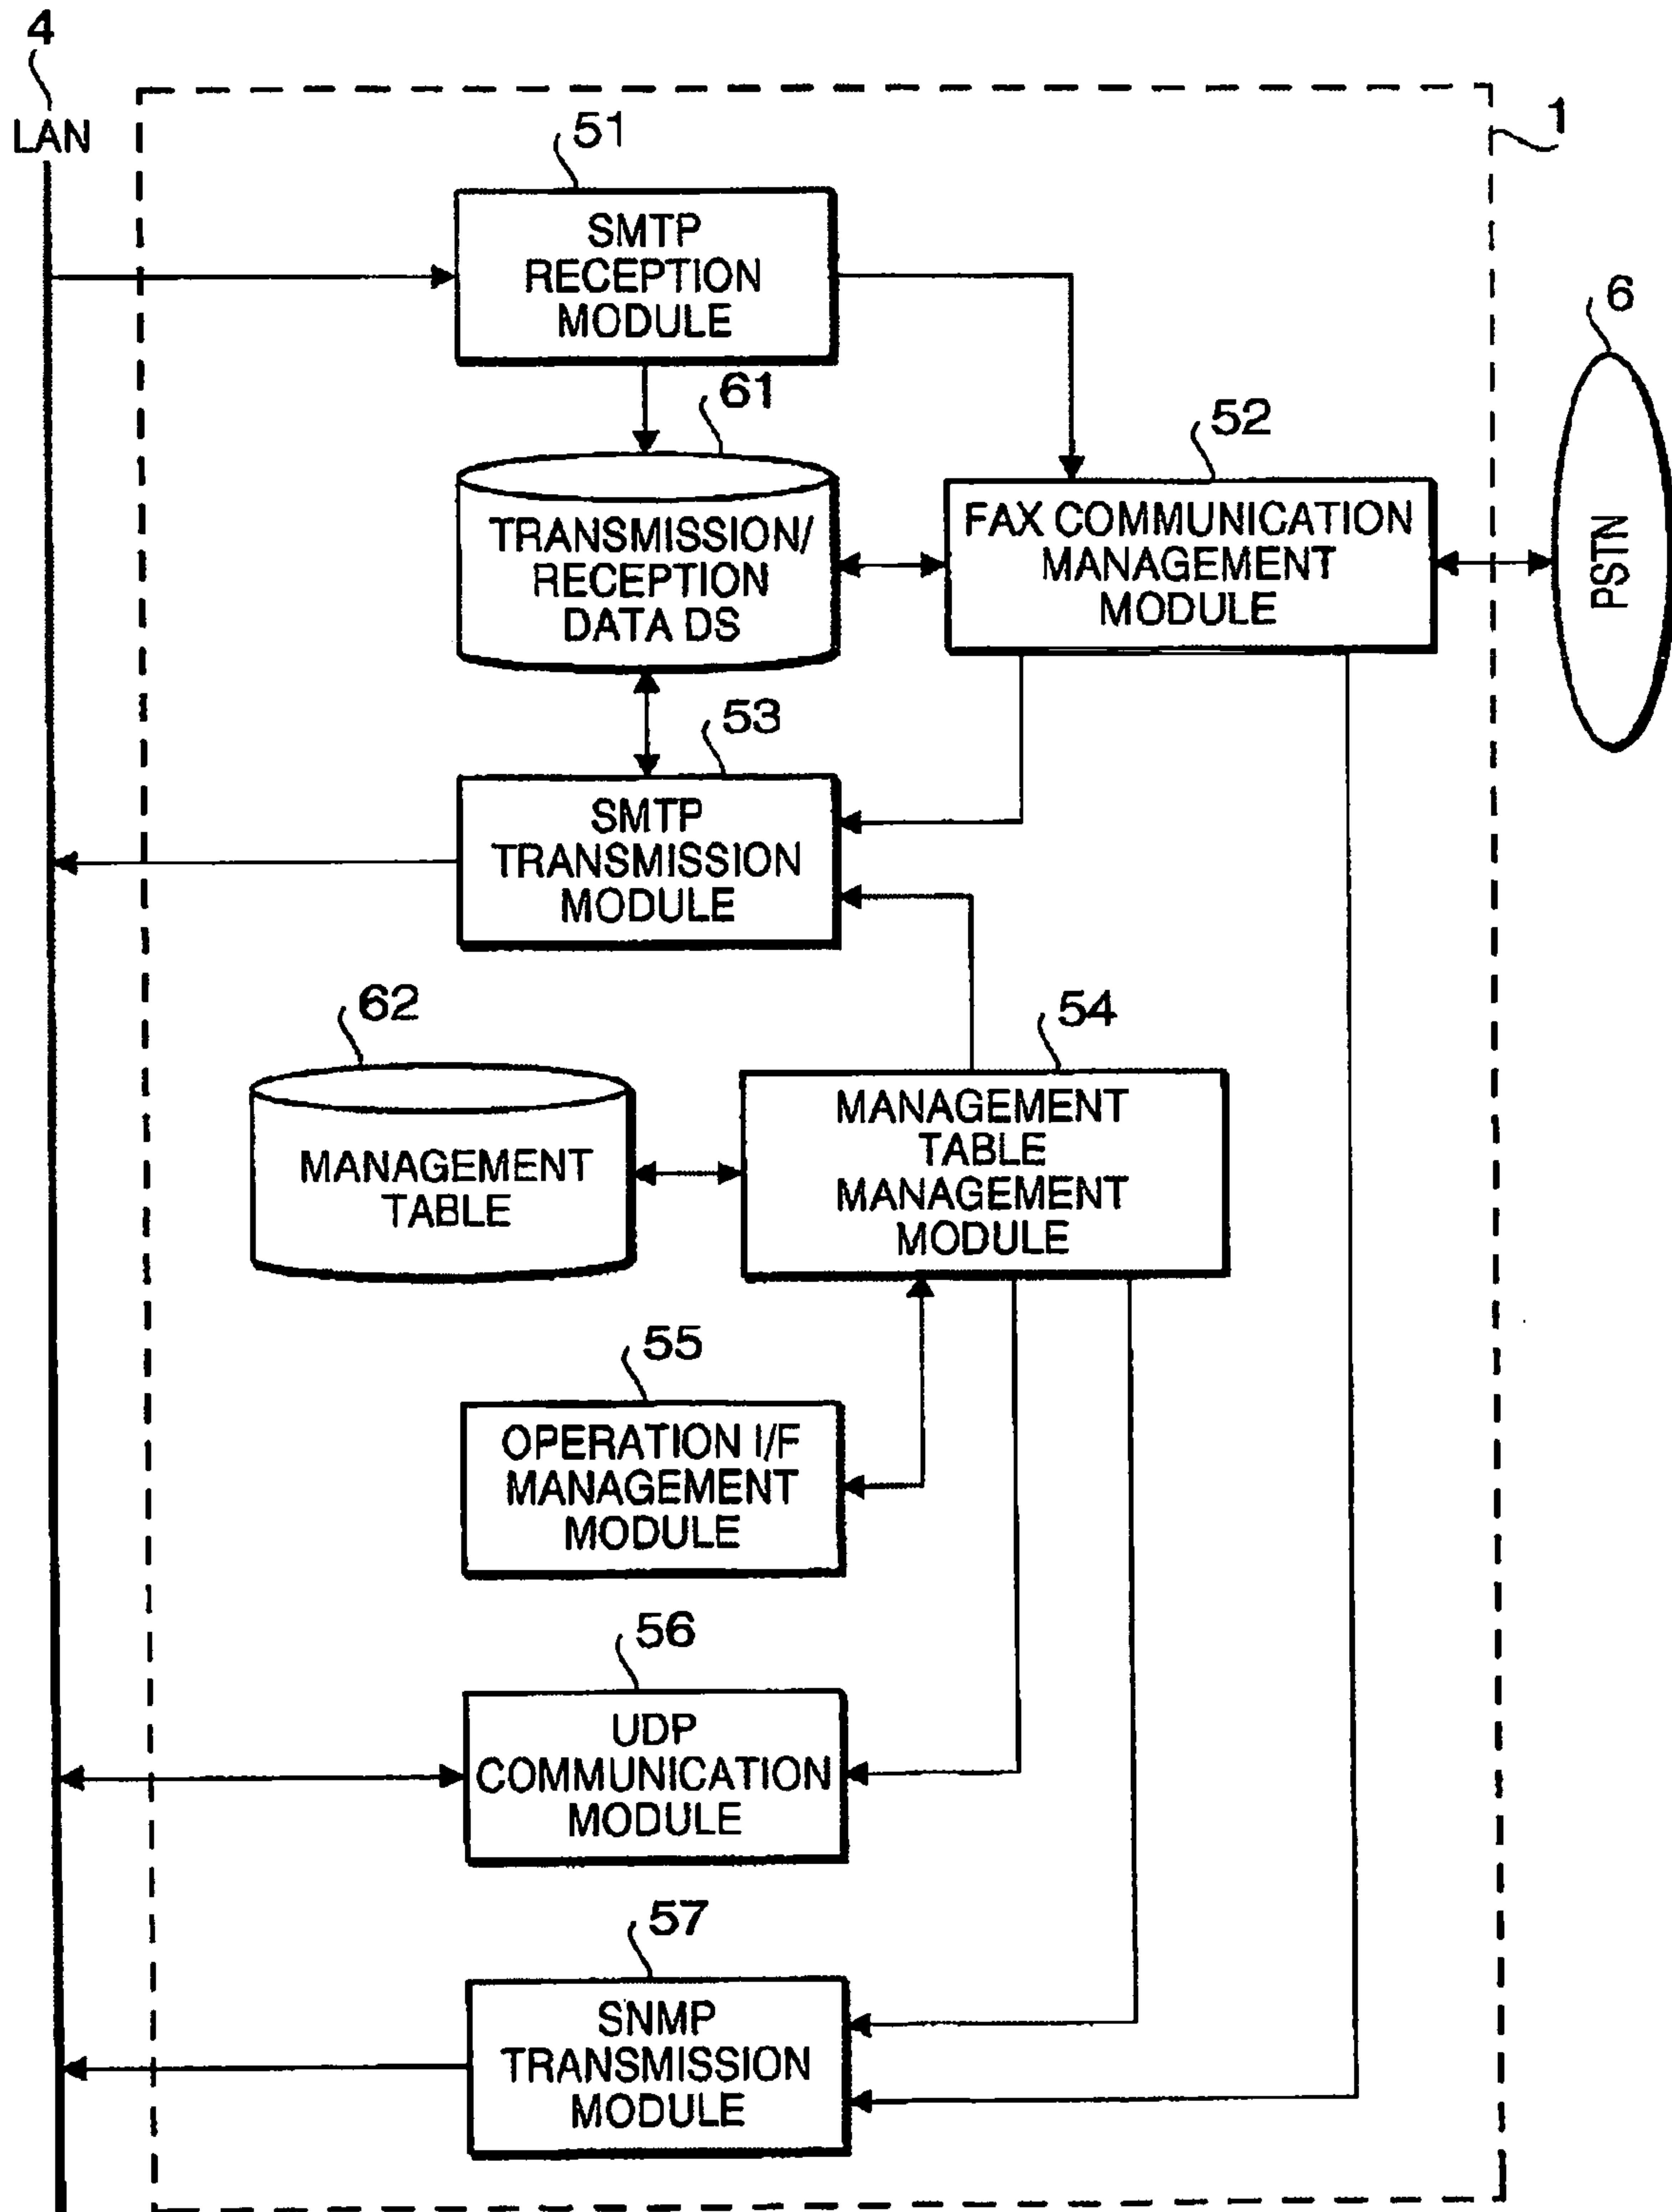 4
LAN
1
51
SMTP
RECEPTION
MODULE
6
PSTN
61
TRANSMISSION/
RECEPTION
DATA DS
52
FAX COMMUNICATION
MANAGEMENT
MODULE
53
SMTP
TRANSMISSION
MODULE
62
MANAGEMENT
TABLE
54
MANAGEMENT
TABLE
MANAGEMENT
MODULE
55
OPERATION I/F
MANAGEMENT
MODULE
56
UDP
COMMUNICATION
MODULE
57
SNMP
TRANSMISSION
MODULE